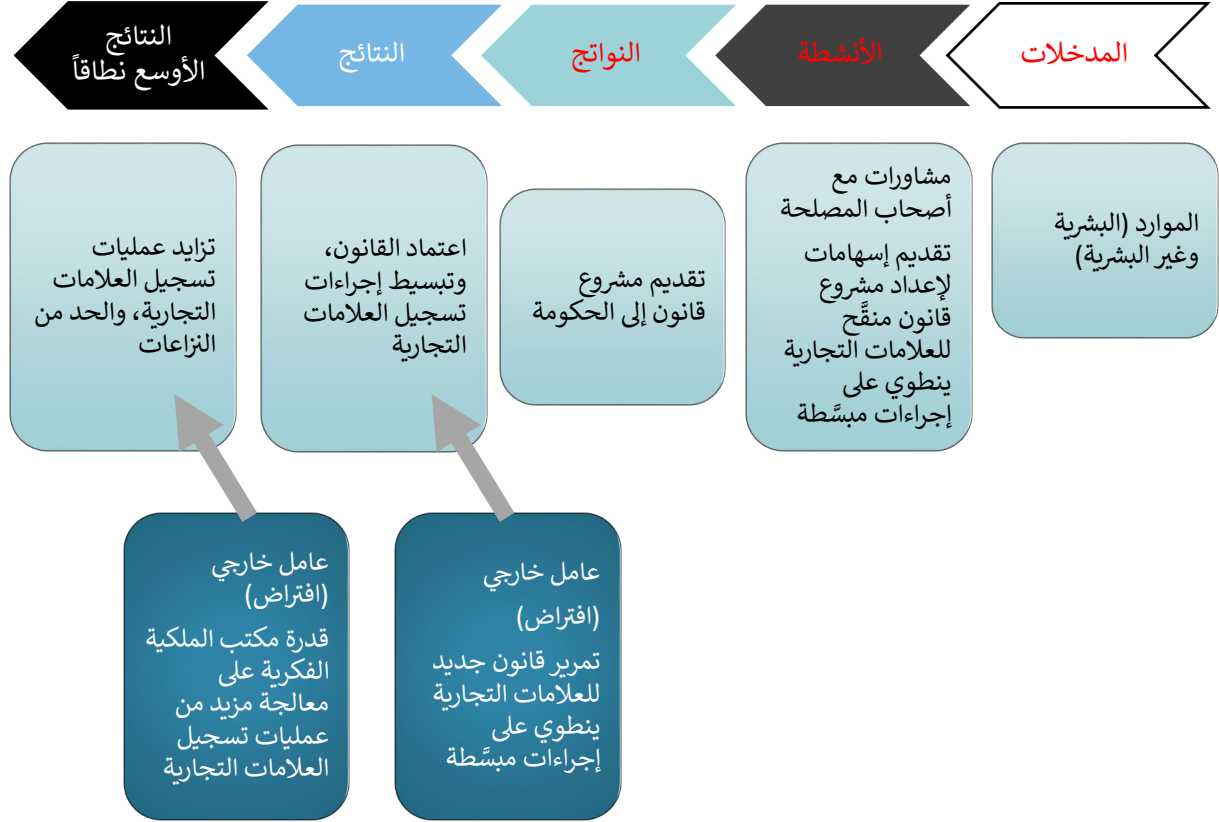 المدخلات
الأنشطة
النواتج
النتائج
النتائج
الأوسع نطاقاً
الموارد (البشرية
وغير البشرية)
مشاورات مع
أصحاب المصلحة
تقديم إسهامات
لإعداد مشروع
قانون منقَّح
للعلامات التجارية
ينطوي على
إجراءات مبسَّطة
تقديم مشروع
قانون إلى الحكومة
اعتماد القانون،
وتبسيط إجراءات
تسجيل العلامات
التجارية
تزايد عمليات
تسجيل العلامات
التجارية، والحد من
النزاعات
عامل خارجي
(افتراض)
تمرير قانون جديد
للعلامات التجارية
ينطوي على
إجراءات مبسَّطة
عامل خارجي
(افتراض)
قدرة مكتب الملكية
الفكرية على
معالجة مزيد من
عمليات تسجيل
العلامات التجارية